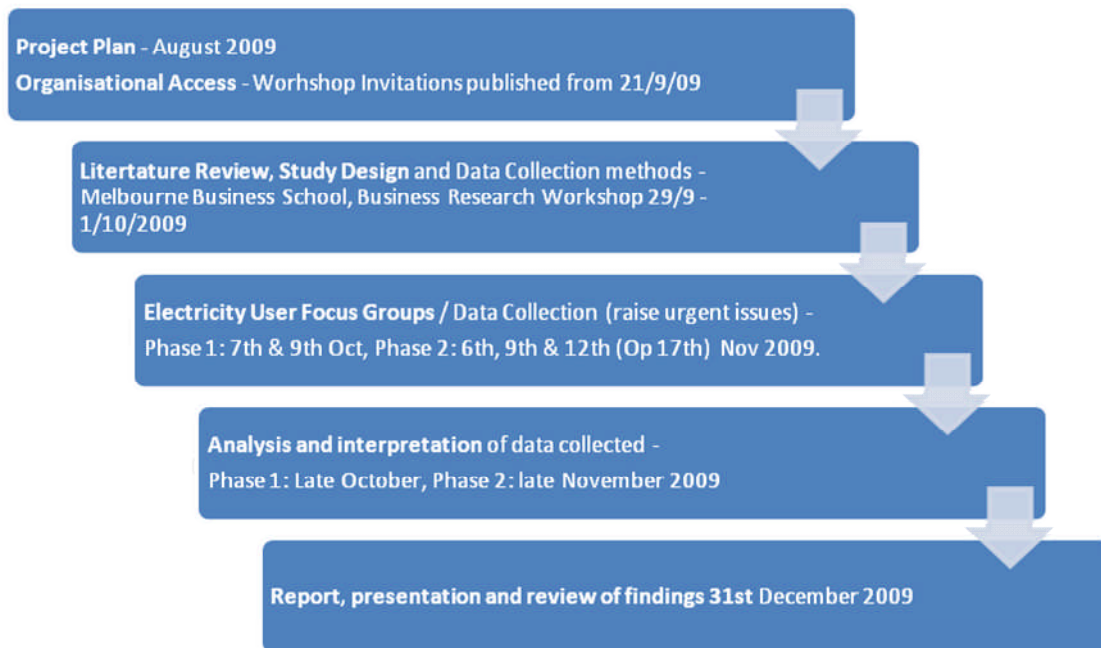 Project Plan - August 2009
Organisational Access - Worhshop Invitations published from 21/9/09
Litertature Review, Study Design and Data Collection methods -
Melbourne Business School, Business Research Workshop 29/9 -
1/10/2009
Electricity User Focus Groups / Data Collection (raise urgent issues) -
Phase 1: 7th & 9th Oct, Phase 2: 6th, 9th & 12th (Op 17th) Nov 2009.
Analysis and interpretation of data collected -
Phase 1: Late October, Phase 2: late November 2009
Report, presentation and review of findings 31st December 2009